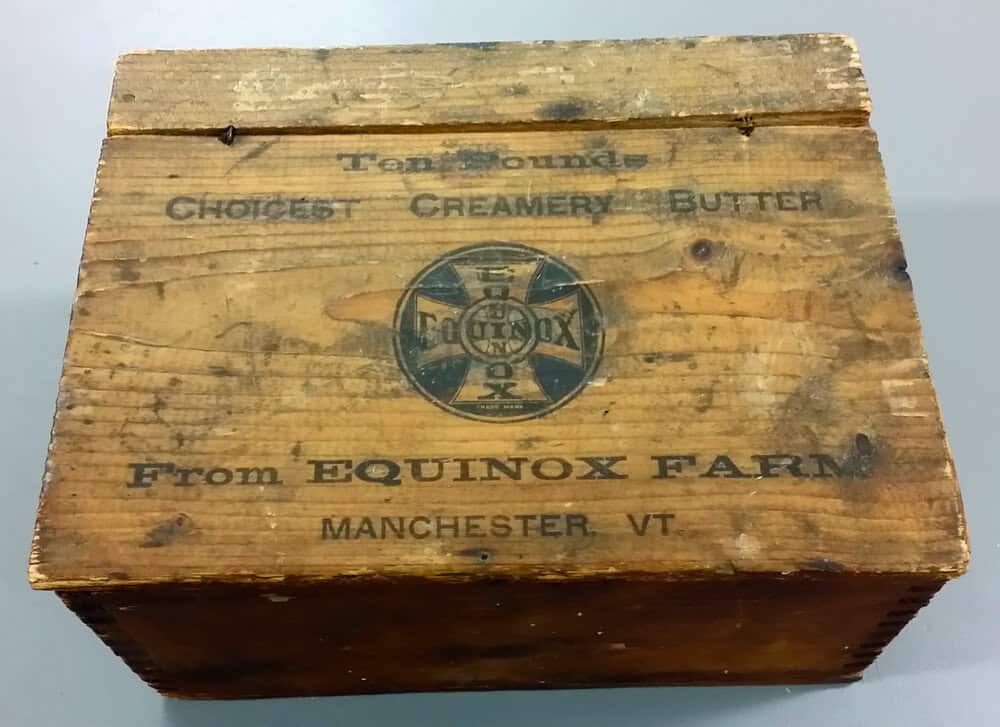 Ten Pounds
CHOICEST CREAMERY BUTTER
EQUINOX
EQUINOX
TRADE MARK
From EQUINOX FARM
MANCHESTER, VT.